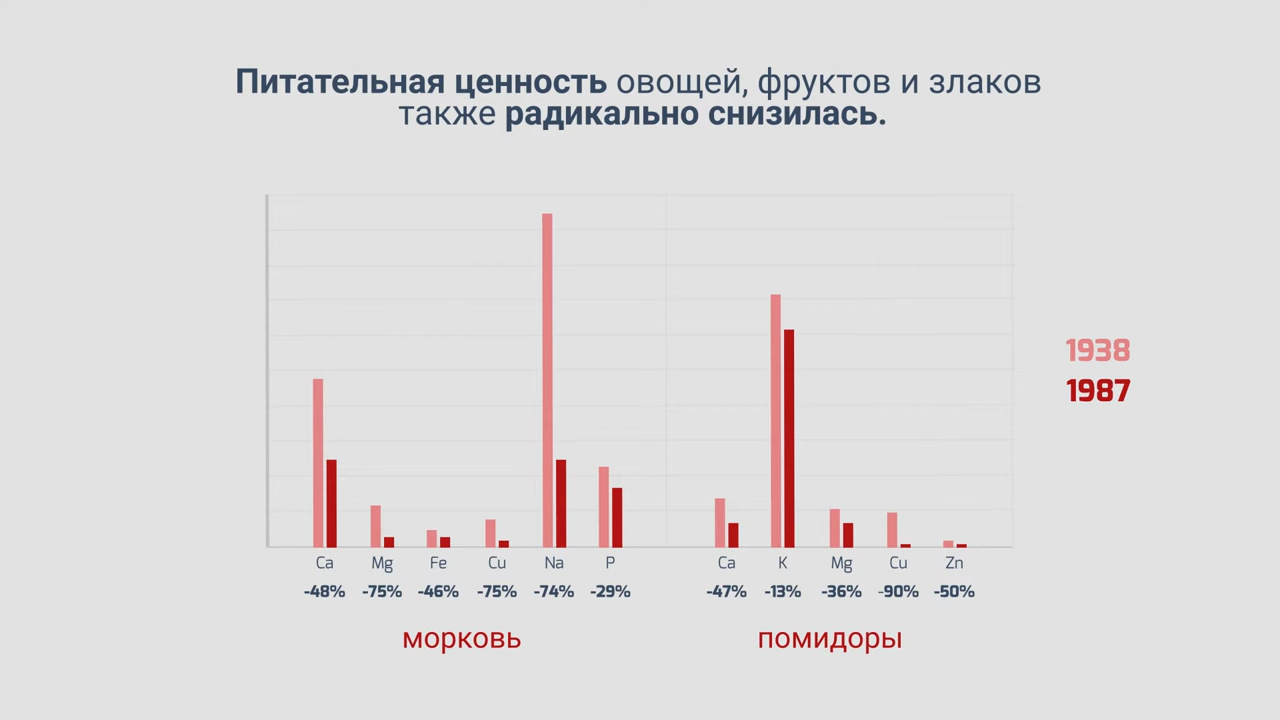 Питательная ценность овощей, фруктов и злаков
также радикально снизилась.
1938
1987
Ca Mg Fe Cu Na P Ca K Mg Cu Zn
-48% -75% -46% -75% -74% -29% -47% -13% -36% -90% -50%
морковь помидоры